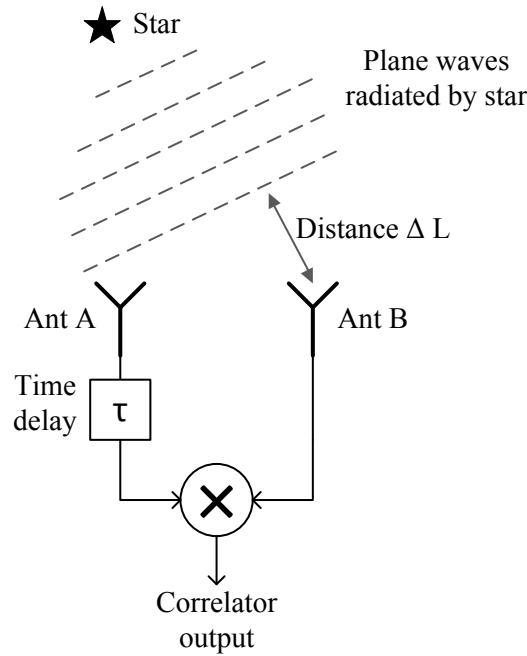 Star
Plane waves
radiated by star
Distance Δ L
Ant A
Ant B
Time
delay
τ
Correlator
output